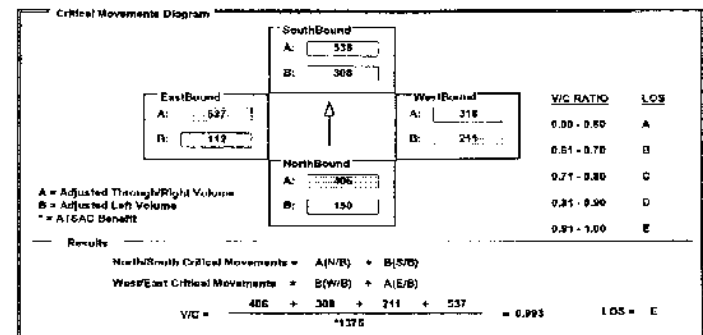 Critical Movements Diagram
SouthBound
A: 538
B: 308
EastBound
A: 537
B: 112
WestBound
A: 318
B: 211
NorthBound
A: 406
B: 150
V/C RATIO LOS
0.00 - 0.60 A
0.61 - 0.70 B
0.71 - 0.80 C
0.81 - 0.90 D
0.91 - 1.00 E
A = Adjusted Through/Right Volume
B = Adjusted Left Volume
* = ATSAC Benefit
Results
North/South Critical Movements = A(N/B) + B(S/B)
West/East Critical Movements = B(W/B) + A(E/B)
V/C = 406 + 308 + 211 + 537 = 0.993 LOS = E
*1375